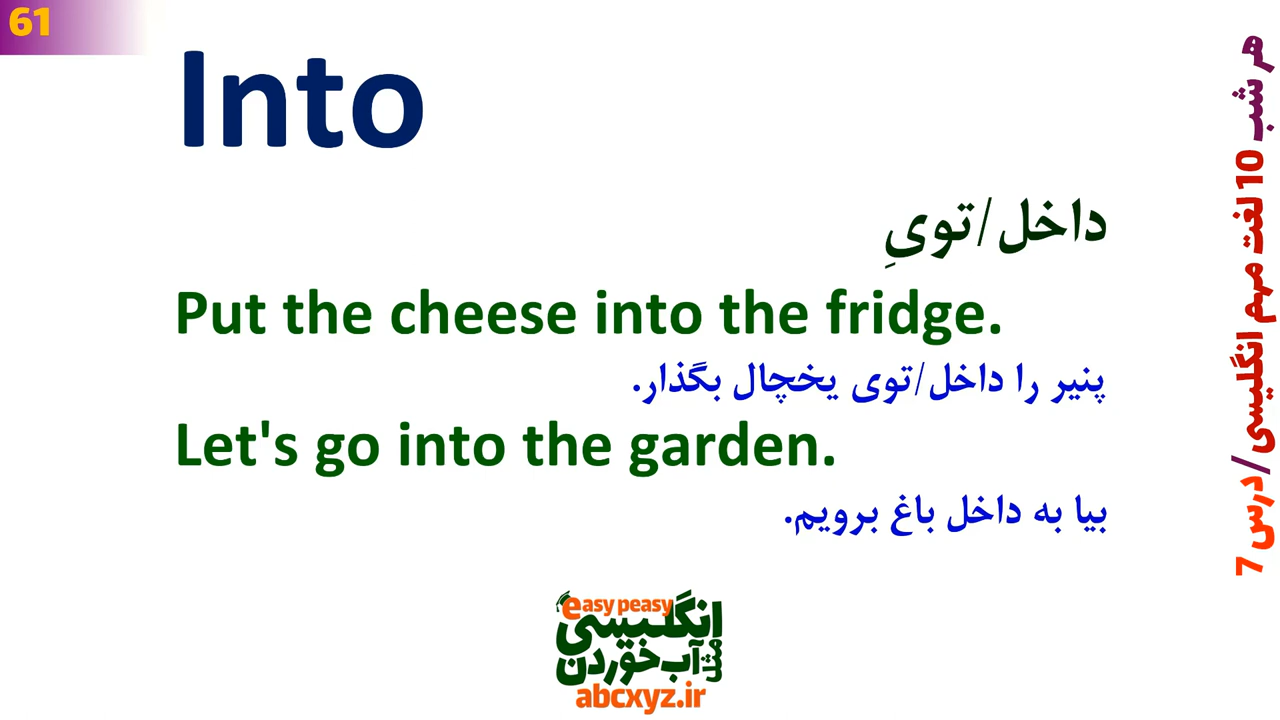 61
Into
داخل/تویِ
Put the cheese into the fridge.
پنیر را داخل/توی یخچال بگذار.
Let's go into the garden.
بیا به داخل باغ برویم.
هر شب 10 لغت مهم انگلیسی/درس 7
easy peasy
انگلیسی
مثل آب خوردن
abcxyz.ir